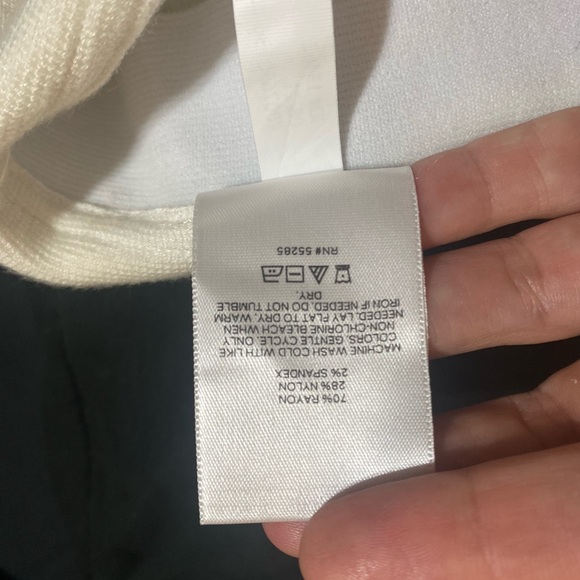 70% RAYON
28% NYLON
2% SPANDEX
MACHINE WASH COLD WITH LIKE
COLORS. GENTLE CYCLE. ONLY
NON-CHLORINE BLEACH WHEN
NEEDED. LAY FLAT TO DRY. WARM
IRON IF NEEDED. DO NOT TUMBLE
DRY.
RN# 55285